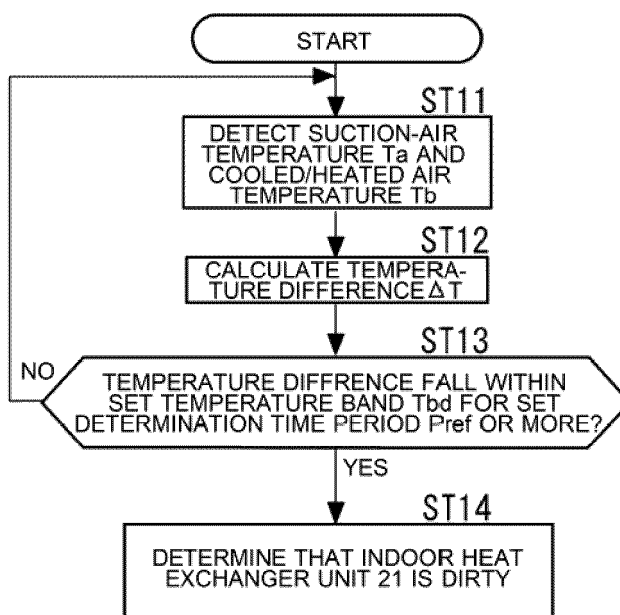 START
ST11
DETECT SUCTION-AIR
TEMPERATURE Ta AND
COOLED/HEATED AIR
TEMPERATURE Tb
ST12
CALCULATE TEMPERA-
TURE DIFFERENCE ΔT
ST13
NO
TEMPERATURE DIFFRENCE FALL WITHIN
SET TEMPERATURE BAND Tbd FOR SET
DETERMINATION TIME PERIOD Pref OR MORE?
YES
ST14
DETERMINE THAT INDOOR HEAT
EXCHANGER UNIT 21 IS DIRTY